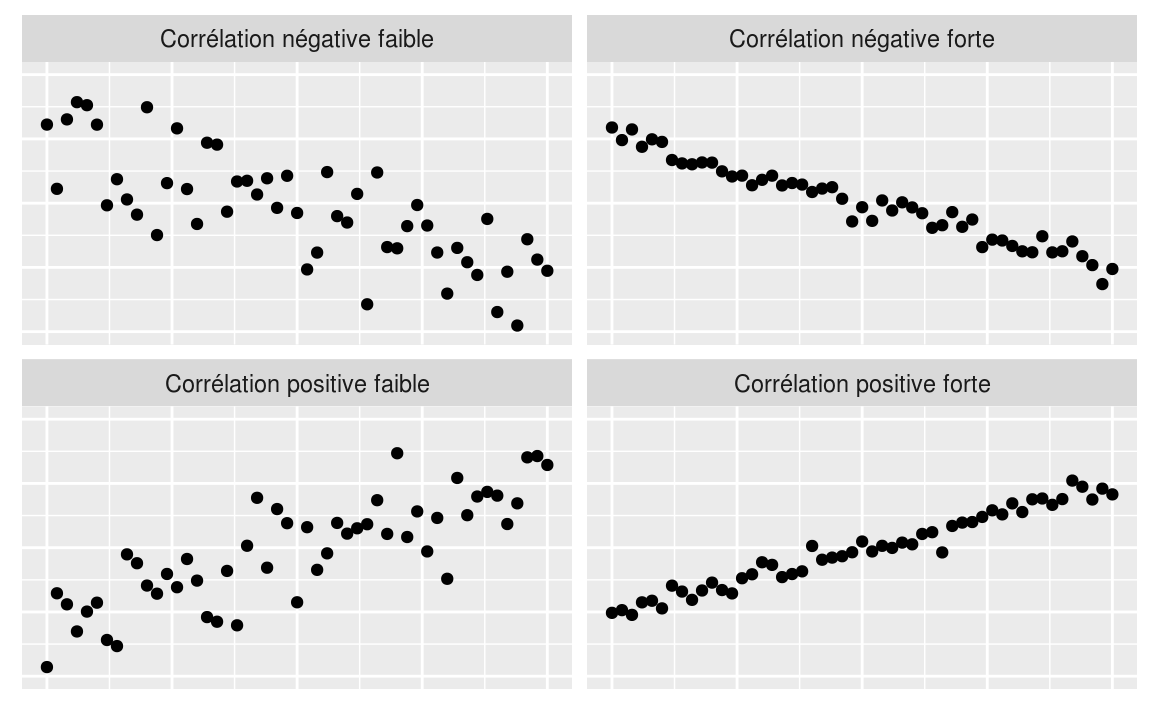 Corrélation négative faible
Corrélation négative forte
Corrélation positive faible
Corrélation positive forte